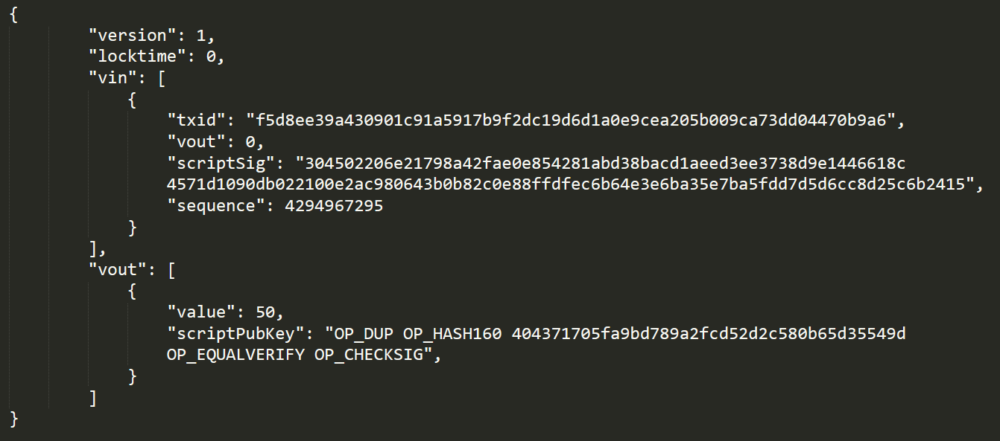 {
"version": 1,
"locktime": 0,
"vin": [
{
"txid": "f5d8ee39a430901c91a5917b9f2dc19d6d1a0e9cea205b009ca73dd04470b9a6",
"vout": 0,
"scriptSig": "304502206e21798a42fae0e854281abd38bacd1aeed3ee3738d9e1446618c
4571d1090db022100e2ac980643b0b82c0e88ffdfec6b64e3e6ba35e7ba5fdd7d5d6cc8d25c6b2415",
"sequence": 4294967295
}
],
"vout": [
{
"value": 50,
"scriptPubKey": "OP_DUP OP_HASH160 404371705fa9bd789a2fcd52d2c580b65d35549d
OP_EQUALVERIFY OP_CHECKSIG",
}
]
}